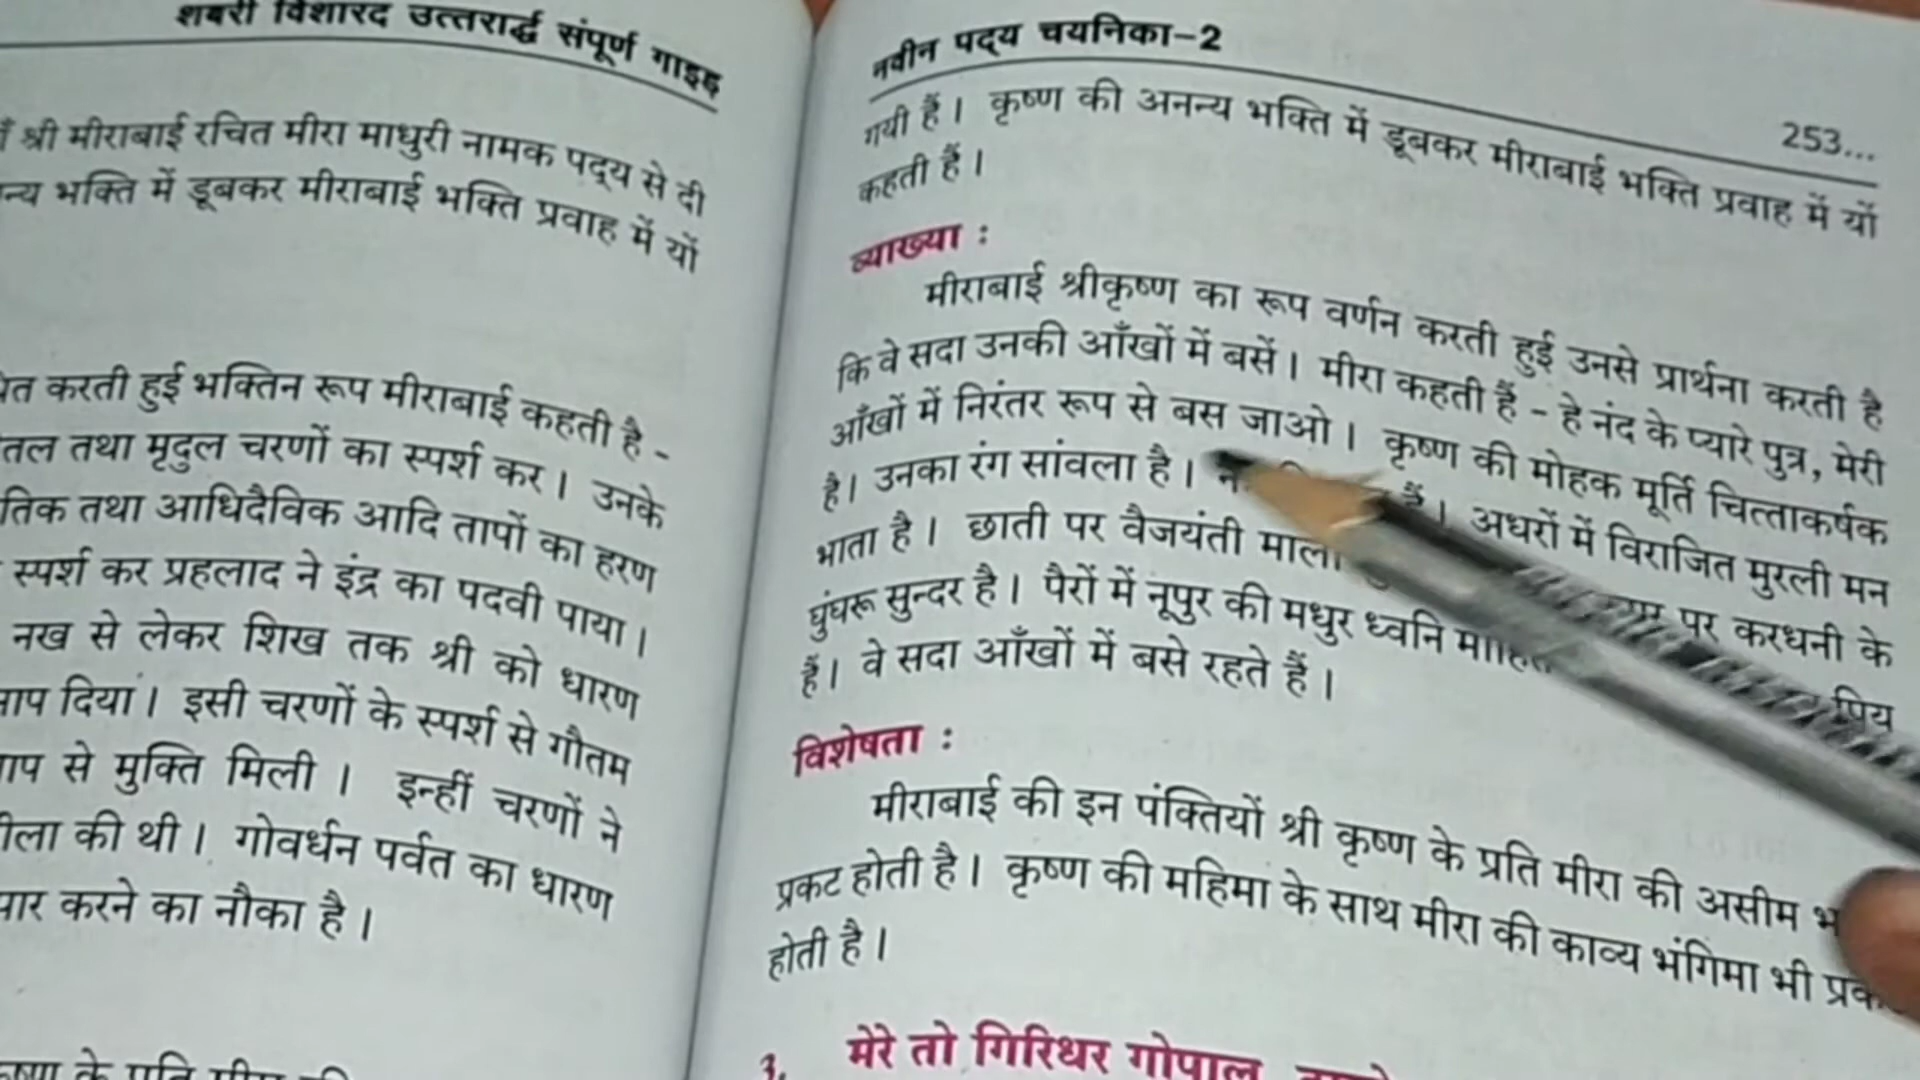 शबरी विशारद उत्तरार्द्ध संपूर्ण गाइड
श्री मीराबाई रचित मीरा माधुरी नामक पद्य से दी
भक्ति में डूबकर मीराबाई भक्ति प्रवाह में यों
करती हुई भक्तिन रूप मीराबाई कहती है -
तथा मृदुल चरणों का स्पर्श कर। उनके
तथा आधिदैविक आदि तापों का हरण
स्पर्श कर प्रहलाद ने इंद्र का पदवी पाया।
नख से लेकर शिख तक श्री को धारण
दिया। इसी चरणों के स्पर्श से गौतम
से मुक्ति मिली। इन्हीं चरणों ने
की थी। गोवर्धन पर्वत का धारण
पार करने का नौका है।
नवीन पद्य चयनिका-2
253...
गयी हैं। कृष्ण की अनन्य भक्ति में डूबकर मीराबाई भक्ति प्रवाह में यों
कहती हैं।
व्याख्या :
मीराबाई श्रीकृष्ण का रूप वर्णन करती हुई उनसे प्रार्थना करती है
कि वे सदा उनकी आँखों में बसें। मीरा कहती हैं - हे नंद के प्यारे पुत्र, मेरी
आँखों में निरंतर रूप से बस जाओ। कृष्ण की मोहक मूर्ति चित्ताकर्षक
है। उनका रंग सांवला है। हैं। अधरों में विराजित मुरली मन
भाता है। छाती पर वैजयंती माला पर करधनी के
घुंघरू सुन्दर है। पैरों में नूपुर की मधुर ध्वनि प्रिय
हैं। वे सदा आँखों में बसे रहते हैं।
विशेषता :
मीराबाई की इन पंक्तियों श्री कृष्ण के प्रति मीरा की असीम
प्रकट होती है। कृष्ण की महिमा के साथ मीरा की काव्य भंगिमा भी
होती है।
3. मेरे तो गिरिधर गोपाल